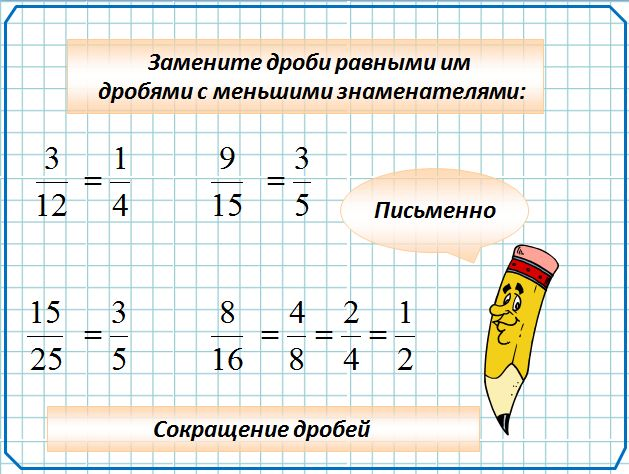 Замените дроби равными им
дробями с меньшими знаменателями:
3/12 = 1/4 9/15 = 3/5
Письменно
15/25 = 3/5 8/16 = 4/8 = 2/4 = 1/2
Сокращение дробей